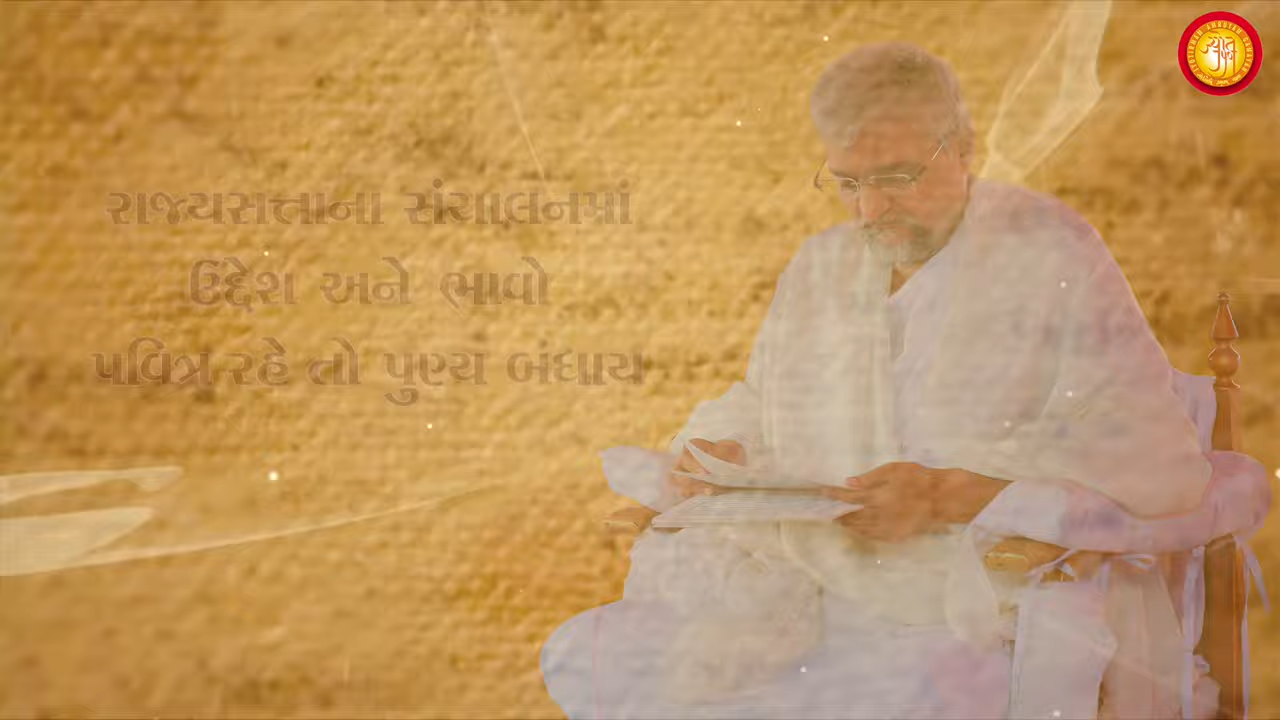 રાજ્યસત્તાના સંચાલનમાં
ઉદ્દેશ અને ભાવો
પવિત્ર રહે તો પુણ્ય બંધાય